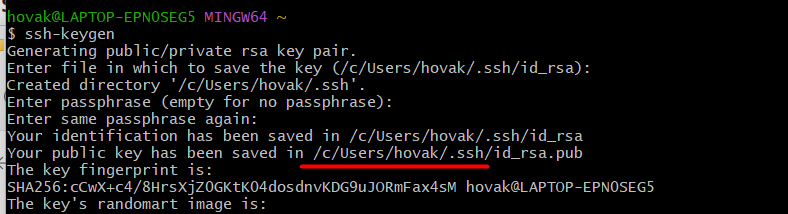 hovak@LAPTOP-EPN0SEG5 MINGW64 ~
$ ssh-keygen
Generating public/private rsa key pair.
Enter file in which to save the key (/c/Users/hovak/.ssh/id_rsa):
Created directory '/c/Users/hovak/.ssh'.
Enter passphrase (empty for no passphrase):
Enter same passphrase again:
Your identification has been saved in /c/Users/hovak/.ssh/id_rsa
Your public key has been saved in /c/Users/hovak/.ssh/id_rsa.pub
The key fingerprint is:
SHA256:cCwX+c4/8HrsXjZOGKtKO4dosdnvKDG9uJORmFax4sM hovak@LAPTOP-EPN0SEG5
The key's randomart image is: